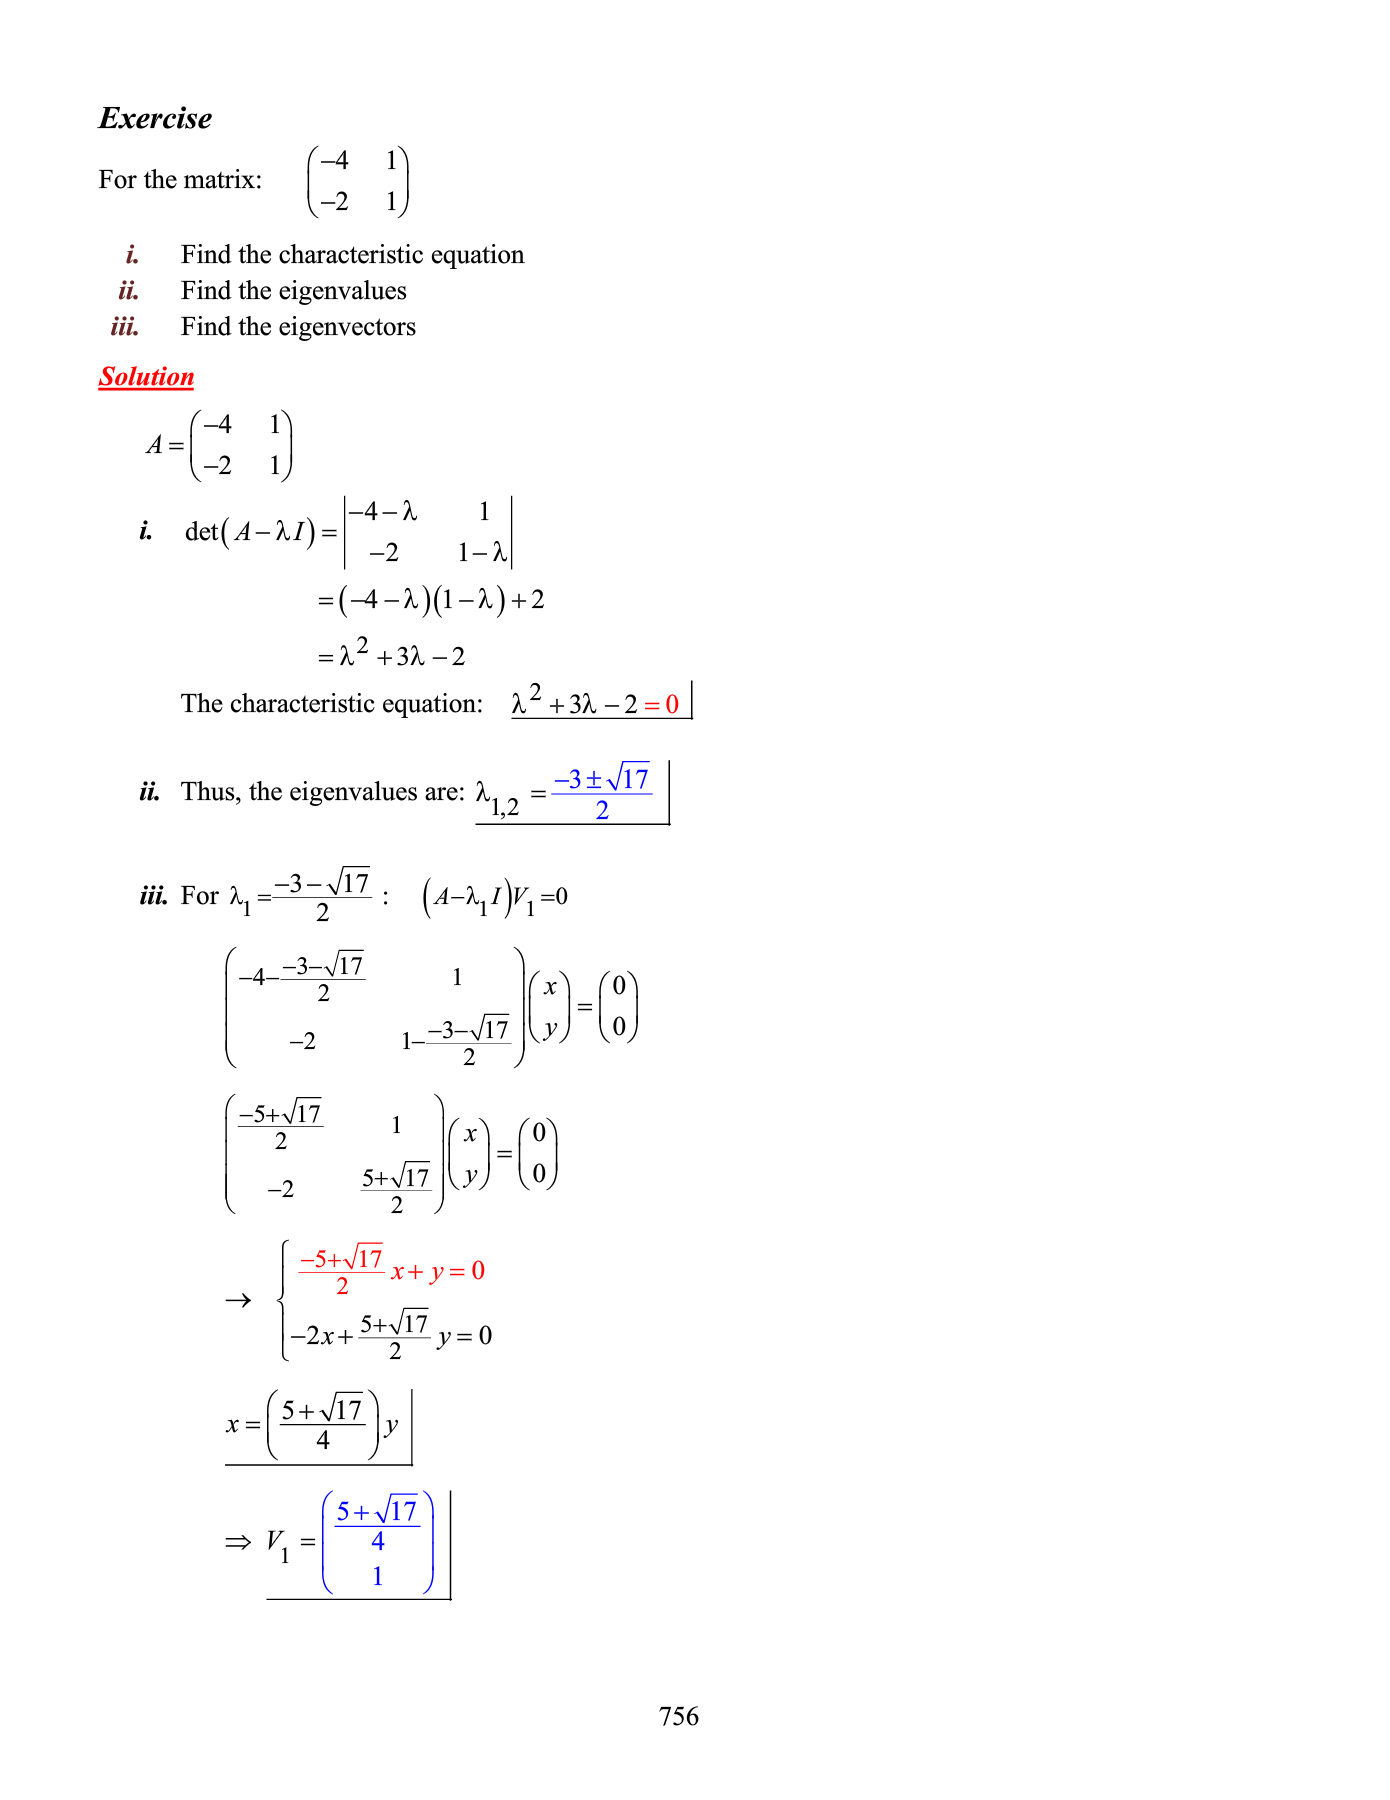 Exercise
For the matrix: $\begin{pmatrix} -4 & 1 \\ -2 & 1 \end{pmatrix}$
i. Find the characteristic equation
ii. Find the eigenvalues
iii. Find the eigenvectors
Solution
$A = \begin{pmatrix} -4 & 1 \\ -2 & 1 \end{pmatrix}$
i. $\det(A - \lambda I) = \begin{vmatrix} -4-\lambda & 1 \\ -2 & 1-\lambda \end{vmatrix}$
$= (-4-\lambda)(1-\lambda) + 2$
$= \lambda^2 + 3\lambda - 2$
The characteristic equation: $\lambda^2 + 3\lambda - 2 = 0$
ii. Thus, the eigenvalues are: $\lambda_{1,2} = \frac{-3 \pm \sqrt{17}}{2}$
iii. For $\lambda_1 = \frac{-3-\sqrt{17}}{2}$ : $(A - \lambda_1 I)V_1 = 0$
$\begin{pmatrix} -4-\frac{-3-\sqrt{17}}{2} & 1 \\ -2 & 1-\frac{-3-\sqrt{17}}{2} \end{pmatrix} \begin{pmatrix} x \\ y \end{pmatrix} = \begin{pmatrix} 0 \\ 0 \end{pmatrix}$
$\begin{pmatrix} \frac{-5+\sqrt{17}}{2} & 1 \\ -2 & \frac{5+\sqrt{17}}{2} \end{pmatrix} \begin{pmatrix} x \\ y \end{pmatrix} = \begin{pmatrix} 0 \\ 0 \end{pmatrix}$
$\rightarrow \begin{cases} \frac{-5+\sqrt{17}}{2} x + y = 0 \\ -2x + \frac{5+\sqrt{17}}{2} y = 0 \end{cases}$
$x = \left( \frac{5+\sqrt{17}}{4} \right) y$
$\Rightarrow V_1 = \begin{pmatrix} \frac{5+\sqrt{17}}{4} \\ 1 \end{pmatrix}$
756